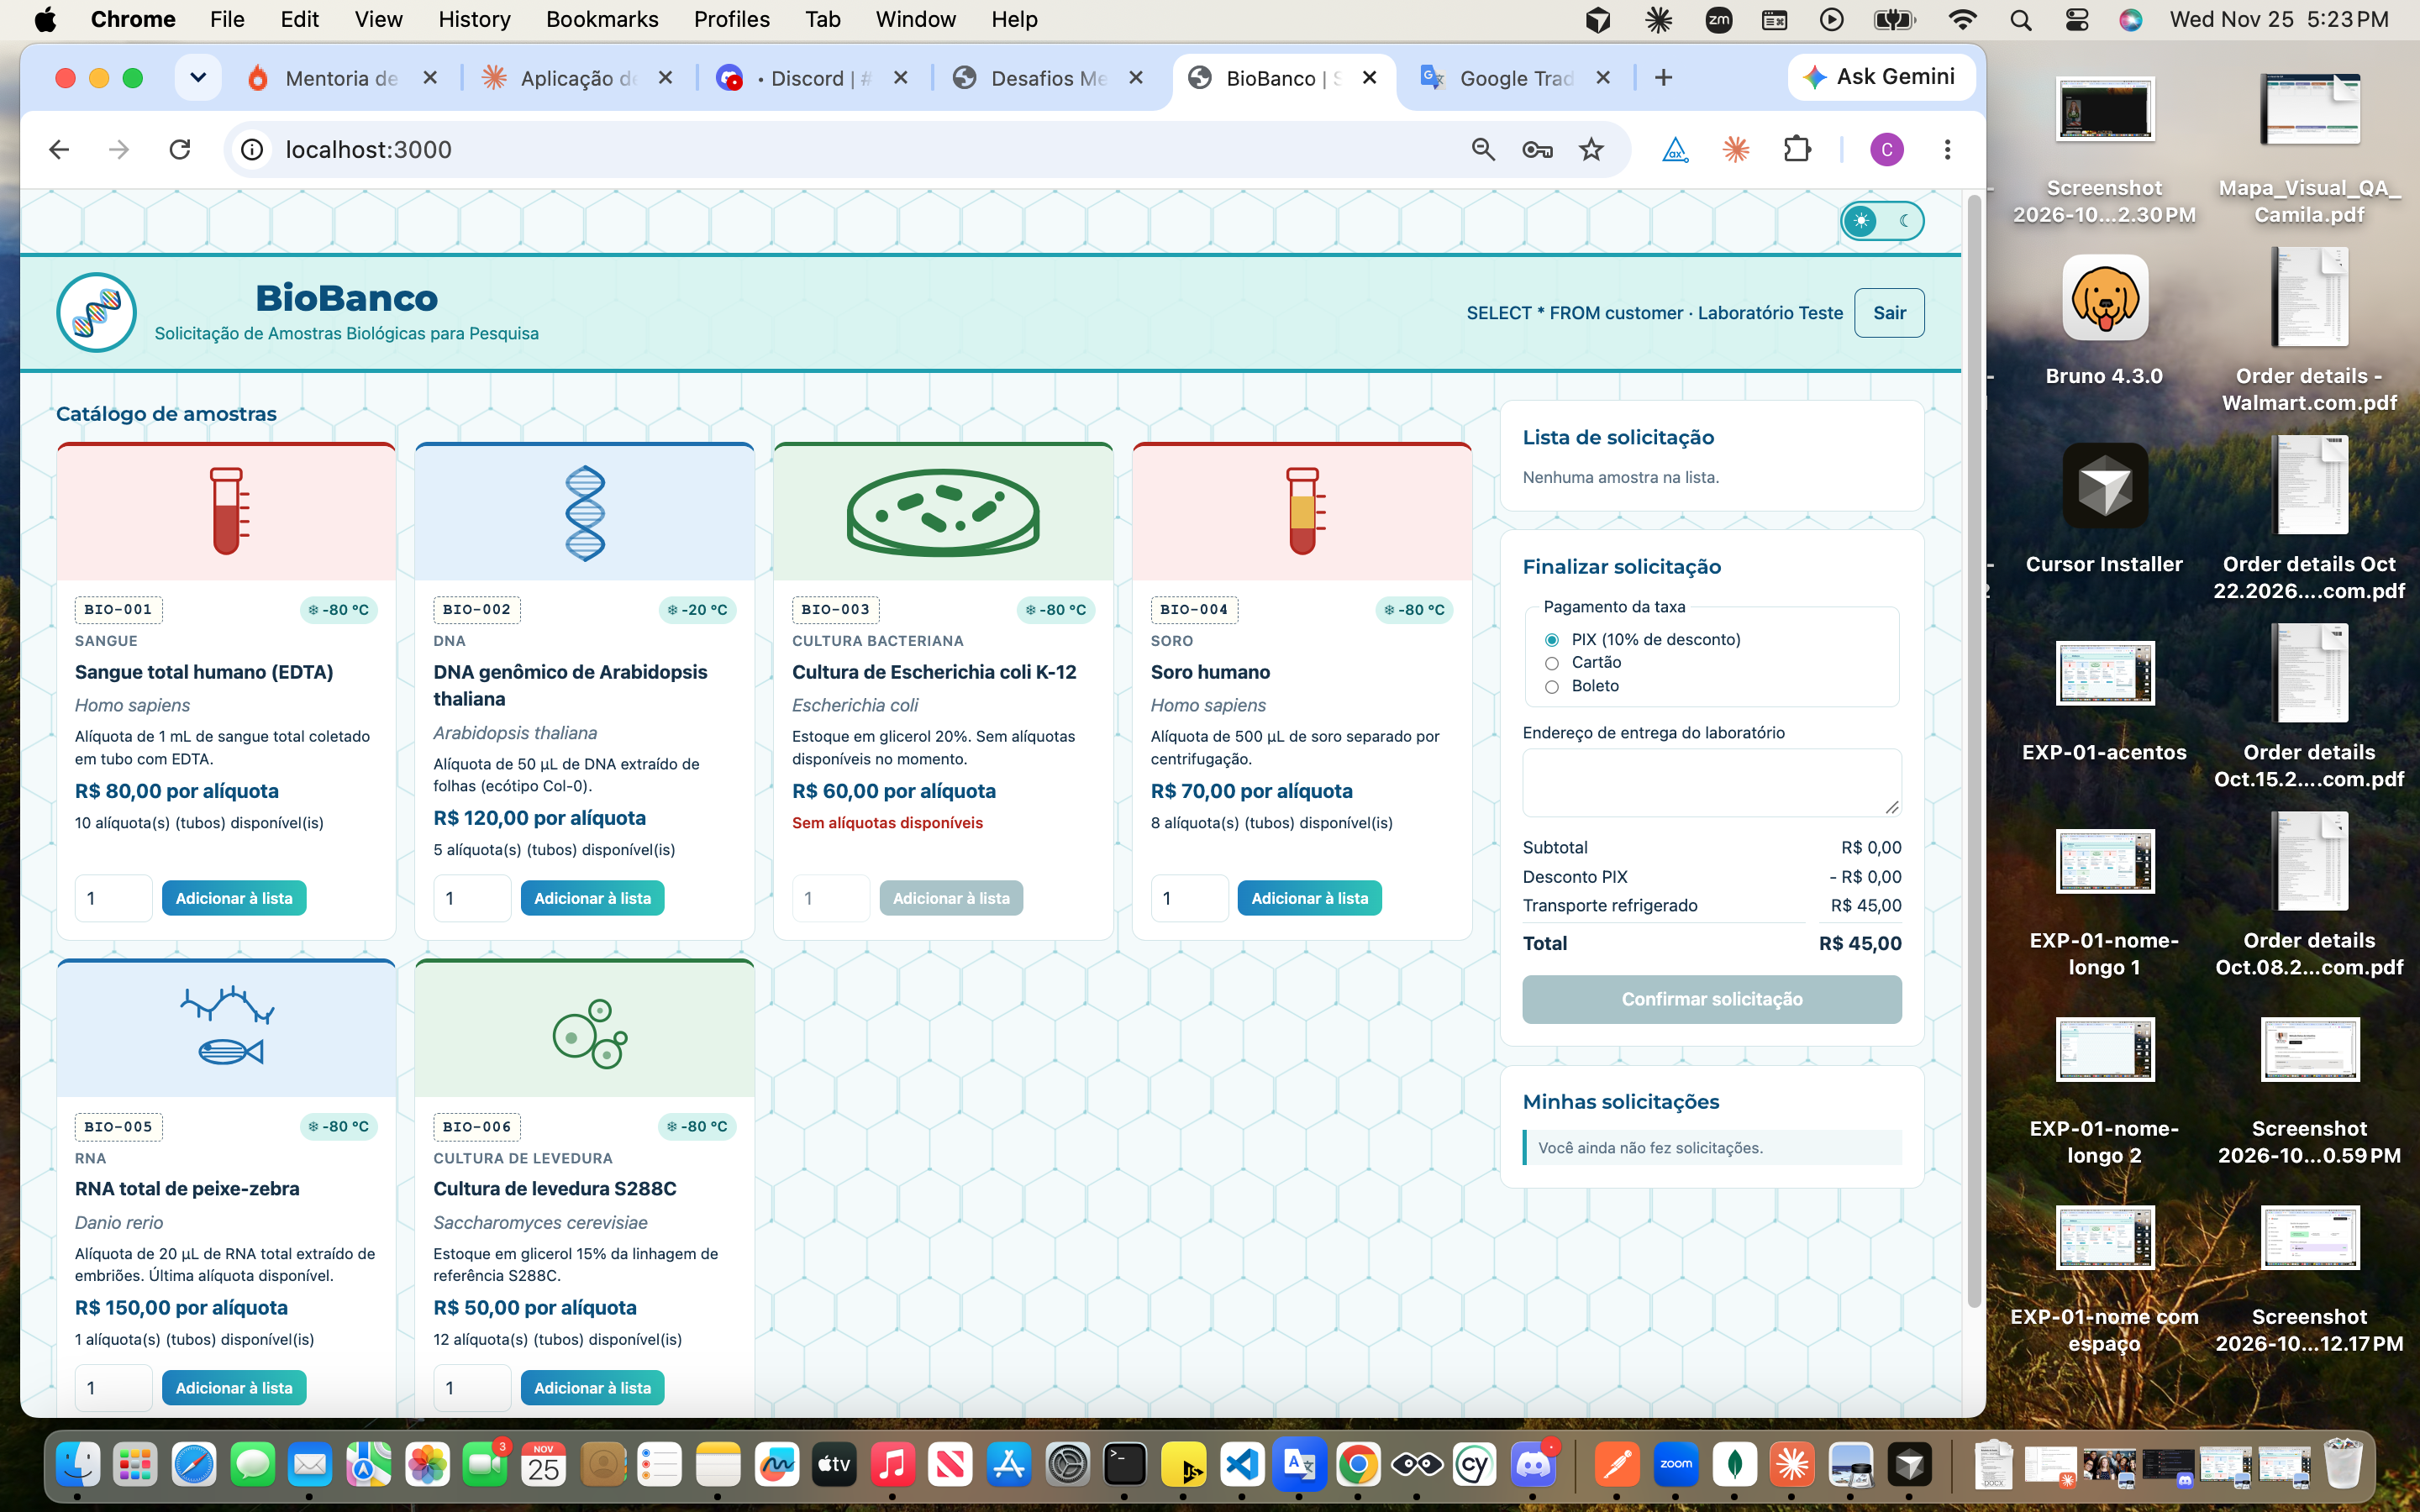 Chrome File Edit View History Bookmarks Profiles Tab Window Help
zm
Wed Nov 25 5:23 PM
Mentoria de
Aplicação de
• Discord | #
Desafios Me
BioBanco | S
Google Trad
Ask Gemini
localhost:3000
ax
C
BioBanco
Solicitação de Amostras Biológicas para Pesquisa
SELECT * FROM customer · Laboratório Teste
Sair
Catálogo de amostras
BIO-001
-80 °C
SANGUE
Sangue total humano (EDTA)
Homo sapiens
Alíquota de 1 mL de sangue total coletado
em tubo com EDTA.
R$ 80,00 por alíquota
10 alíquota(s) (tubos) disponível(is)
1
Adicionar à lista
BIO-002
-20 °C
DNA
DNA genômico de Arabidopsis
thaliana
Arabidopsis thaliana
Alíquota de 50 µL de DNA extraído de
folhas (ecótipo Col-0).
R$ 120,00 por alíquota
5 alíquota(s) (tubos) disponível(is)
1
Adicionar à lista
BIO-003
-80 °C
CULTURA BACTERIANA
Cultura de Escherichia coli K-12
Escherichia coli
Estoque em glicerol 20%. Sem alíquotas
disponíveis no momento.
R$ 60,00 por alíquota
Sem alíquotas disponíveis
1
Adicionar à lista
BIO-004
-80 °C
SORO
Soro humano
Homo sapiens
Alíquota de 500 µL de soro separado por
centrifugação.
R$ 70,00 por alíquota
8 alíquota(s) (tubos) disponível(is)
1
Adicionar à lista
BIO-005
-80 °C
RNA
RNA total de peixe-zebra
Danio rerio
Alíquota de 20 µL de RNA total extraído de
embriões. Última alíquota disponível.
R$ 150,00 por alíquota
1 alíquota(s) (tubos) disponível(is)
1
Adicionar à lista
BIO-006
-80 °C
CULTURA DE LEVEDURA
Cultura de levedura S288C
Saccharomyces cerevisiae
Estoque em glicerol 15% da linhagem de
referência S288C.
R$ 50,00 por alíquota
12 alíquota(s) (tubos) disponível(is)
1
Adicionar à lista
Lista de solicitação
Nenhuma amostra na lista.
Finalizar solicitação
Pagamento da taxa
PIX (10% de desconto)
Cartão
Boleto
Endereço de entrega do laboratório
Subtotal R$ 0,00
Desconto PIX - R$ 0,00
Transporte refrigerado R$ 45,00
Total R$ 45,00
Confirmar solicitação
Minhas solicitações
Você ainda não fez solicitações.
Screenshot
2026-10...2.30 PM
Mapa_Visual_QA_
Camila.pdf
Bruno 4.3.0
Order details -
Walmart.com.pdf
Cursor Installer
Order details Oct
22.2026....com.pdf
EXP-01-acentos
Order details
Oct.15.2....com.pdf
EXP-01-nome-
longo 1
Order details
Oct.08.2...com.pdf
EXP-01-nome-
longo 2
Screenshot
2026-10...0.59 PM
EXP-01-nome com
espaço
Screenshot
2026-10...12.17 PM
3
NOV
25
tv
JS
cy
zoom
.DOCX